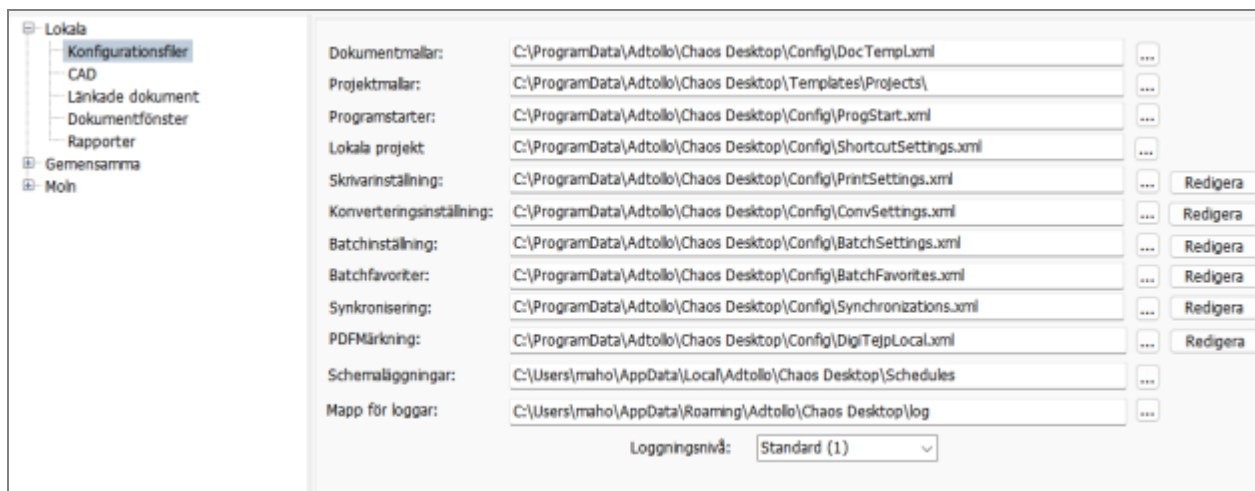 Lokala
Konfigurationsfiler
CAD
Länkade dokument
Dokumentfönster
Rapporter
Gemensamma
Moln
Dokumentmallar: C:\ProgramData\Adtollo\Chaos Desktop\Config\DocTempl.xml ...
Projektmallar: C:\ProgramData\Adtollo\Chaos Desktop\Templates\Projects\ ...
Programstarter: C:\ProgramData\Adtollo\Chaos Desktop\Config\ProgStart.xml ...
Lokala projekt C:\ProgramData\Adtollo\Chaos Desktop\Config\ShortcutSettings.xml ...
Skrivarinställning: C:\ProgramData\Adtollo\Chaos Desktop\Config\PrintSettings.xml ... Redigera
Konverteringsinställning: C:\ProgramData\Adtollo\Chaos Desktop\Config\ConvSettings.xml ... Redigera
Batchinställning: C:\ProgramData\Adtollo\Chaos Desktop\Config\BatchSettings.xml ... Redigera
Batchfavoriter: C:\ProgramData\Adtollo\Chaos Desktop\Config\BatchFavorites.xml ... Redigera
Synkronisering: C:\ProgramData\Adtollo\Chaos Desktop\Config\Synchronizations.xml ... Redigera
PDFMärkning: C:\ProgramData\Adtollo\Chaos Desktop\Config\DigiTejpLocal.xml ... Redigera
Schemaläggningar: C:\Users\maho\AppData\Local\Adtollo\Chaos Desktop\Schedules ...
Mapp för loggar: C:\Users\maho\AppData\Roaming\Adtollo\Chaos Desktop\log ...
Loggningsnivå: Standard (1)